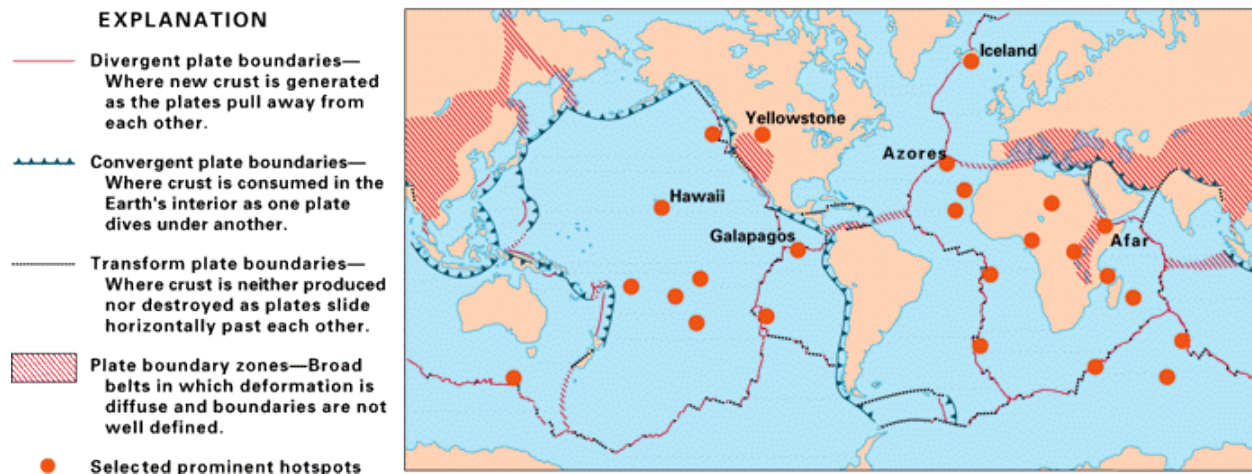 EXPLANATION
Divergent plate boundaries—
Where new crust is generated
as the plates pull away from
each other.
Convergent plate boundaries—
Where crust is consumed in the
Earth's interior as one plate
dives under another.
Transform plate boundaries—
Where crust is neither produced
nor destroyed as plates slide
horizontally past each other.
Plate boundary zones—Broad
belts in which deformation is
diffuse and boundaries are not
well defined.
Selected prominent hotspots
Iceland
Yellowstone
Azores
Hawaii
Galapagos
Afar